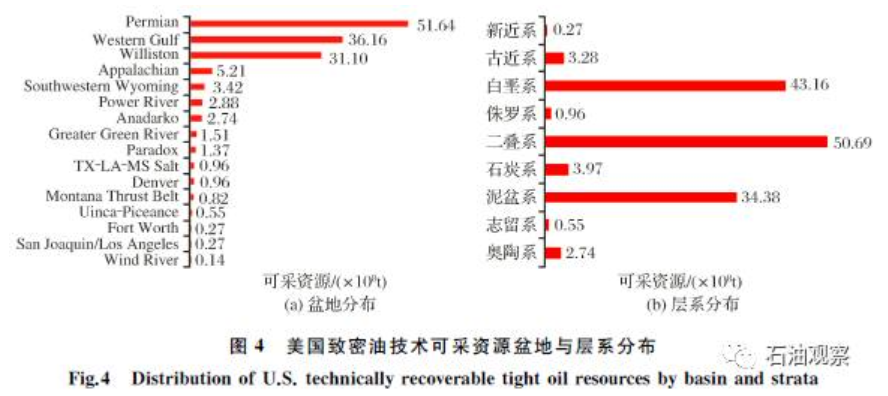 Permian 51.64
Western Gulf 36.16
Williston 31.10
Appalachian 5.21
Southwestern Wyoming 3.42
Power River 2.88
Anadarko 2.74
Greater Green River 1.51
Paradox 1.37
TX-LA-MS Salt 0.96
Denver 0.96
Montana Thrust Belt 0.82
Uinca-Piceance 0.55
Fort Worth 0.27
San Joaquin/Los Angeles 0.27
Wind River 0.14
可采资源/(×10⁸t)
(a) 盆地分布
新近系 0.27
古近系 3.28
白垩系 43.16
侏罗系 0.96
二叠系 50.69
石炭系 3.97
泥盆系 34.38
志留系 0.55
奥陶系 2.74
可采资源/(×10⁸t)
(b) 层系分布
图 4 美国致密油技术可采资源盆地与层系分布
石油观察
Fig.4 Distribution of U.S. technically recoverable tight oil resources by basin and strata